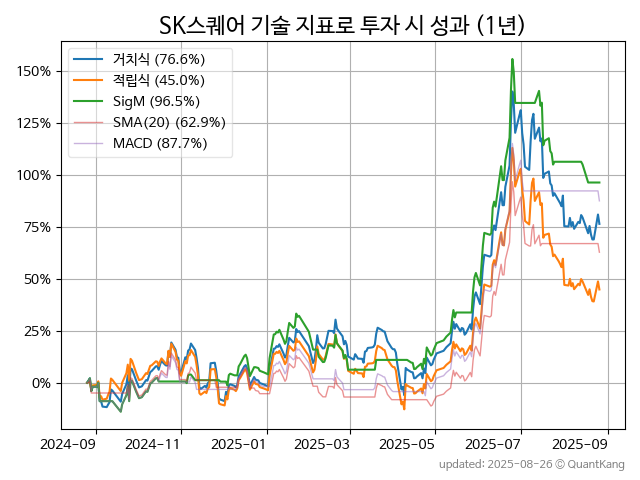 SK스퀘어 기술 지표로 투자 시 성과 (1년)
거치식 (76.6%)
적립식 (45.0%)
SigM (96.5%)
SMA(20) (62.9%)
MACD (87.7%)
150%
125%
100%
75%
50%
25%
0%
2024-09 2024-11 2025-01 2025-03 2025-05 2025-07 2025-09
updated: 2025-08-26 © QuantKang